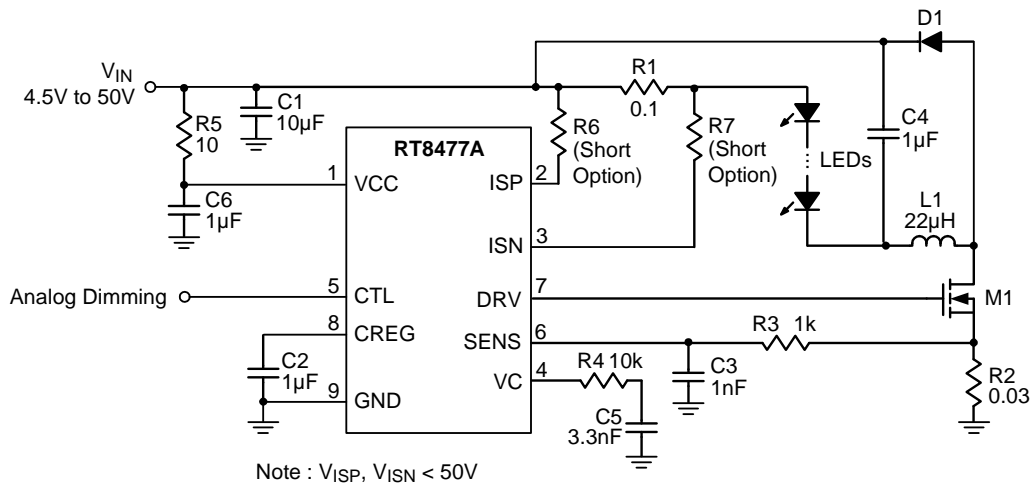 D1
VIN
4.5V to 50V
R1
0.1
C1
10µF
R5
10
R6
(Short
Option)
R7
(Short
Option)
C4
1µF
LEDs
RT8477A
1
VCC
ISP
2
C6
1µF
L1
22µH
ISN
3
Analog Dimming
5
CTL
DRV
7
M1
8
CREG
SENS
6
R3 1k
C2
1µF
R4 10k
C3
1nF
R2
0.03
VC
4
9
GND
C5
3.3nF
Note : VISP, VISN < 50V